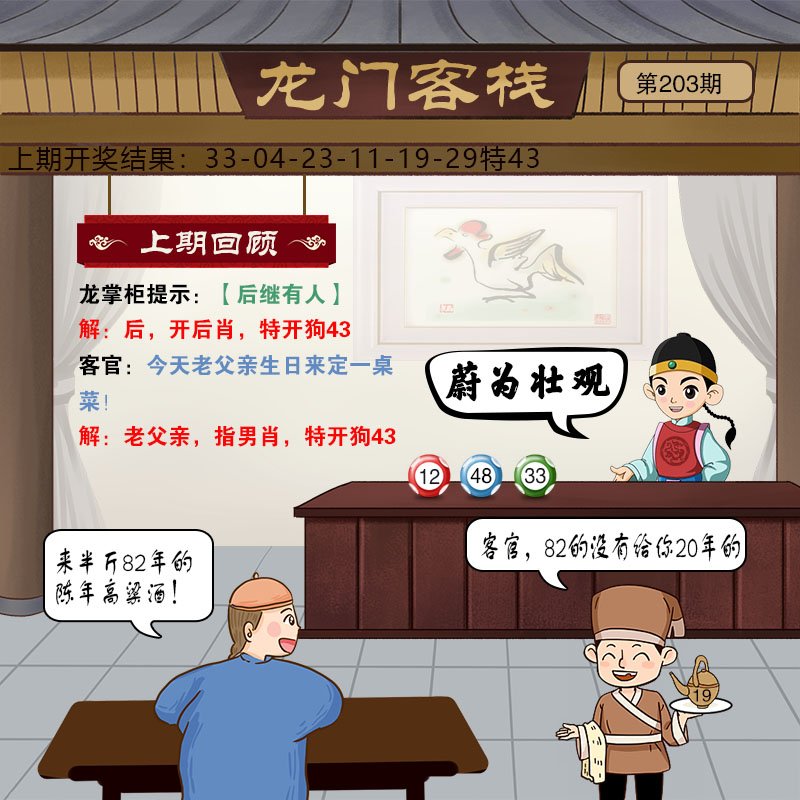 龙门客栈
第203期
上期开奖结果：33-04-23-11-19-29特43
上期回顾
龙掌柜提示：【后继有人】
解：后，开后肖，特开狗43
客官：今天老父亲生日来定一桌
菜！
解：老父亲，指男肖，特开狗43
蔚为壮观
12
48
33
来半斤82年的
陈年高粱酒！
客官，82的没有给你20年的
19